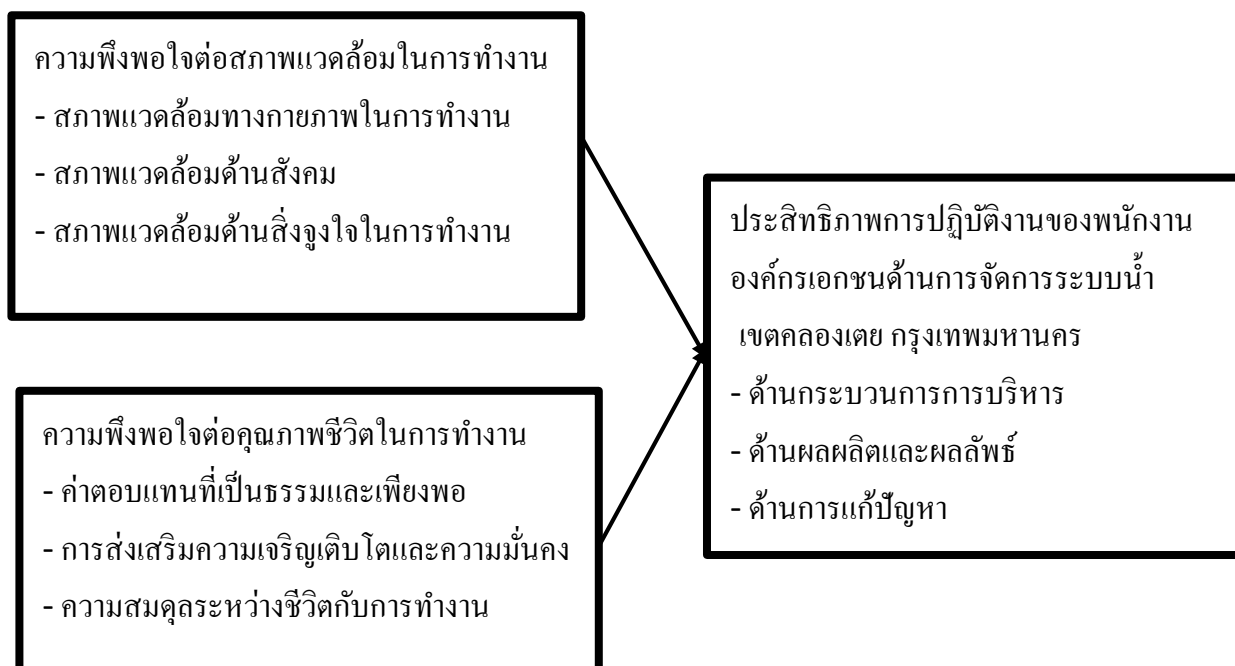 ความพึงพอใจต่อสภาพแวดล้อมในการทำงาน
- สภาพแวดล้อมทางกายภาพในการทำงาน
- สภาพแวดล้อมด้านสังคม
- สภาพแวดล้อมด้านสิ่งจูงใจในการทำงาน
ความพึงพอใจต่อคุณภาพชีวิตในการทำงาน
- ค่าตอบแทนที่เป็นธรรมและเพียงพอ
- การส่งเสริมความเจริญเติบโตและความมั่นคง
- ความสมดุลระหว่างชีวิตกับการทำงาน
ประสิทธิภาพการปฏิบัติงานของพนักงาน
องค์กรเอกชนด้านการจัดการระบบน้ำ
เขตคลองเตย กรุงเทพมหานคร
- ด้านกระบวนการการบริหาร
- ด้านผลผลิตและผลลัพธ์
- ด้านการแก้ปัญหา